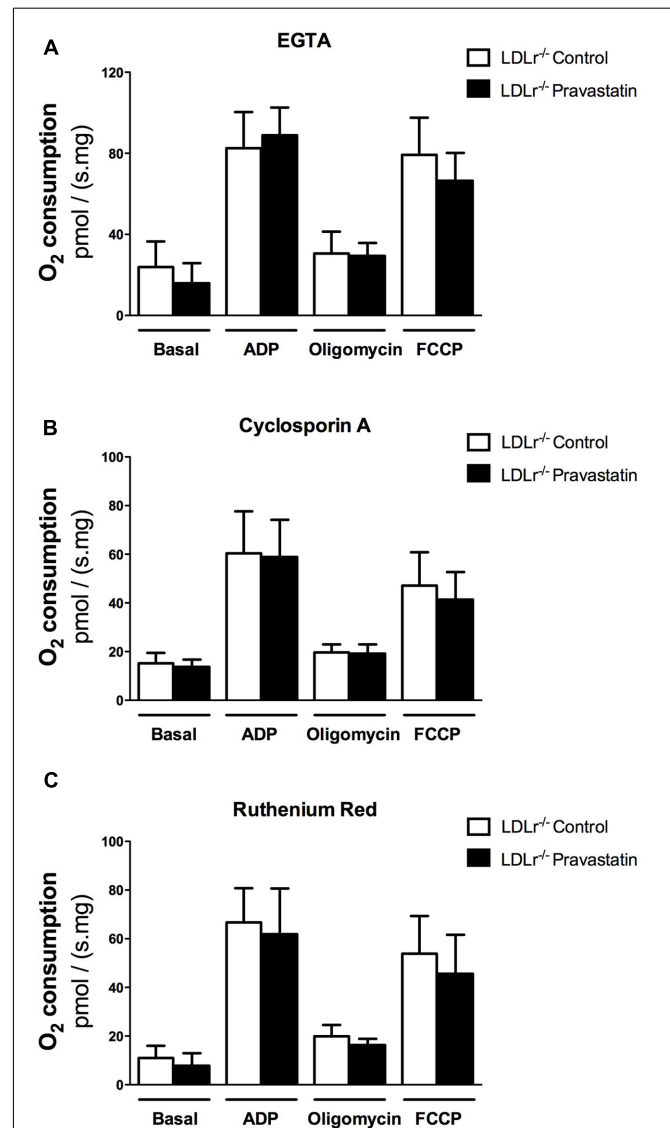 A
EGTA
LDLr-/- Control
LDLr-/- Pravastatin
O2 consumption
pmol / (s.mg)
120
80
40
0
Basal ADP Oligomycin FCCP
B
Cyclosporin A
LDLr-/- Control
LDLr-/- Pravastatin
O2 consumption
pmol / (s.mg)
100
80
60
40
20
0
Basal ADP Oligomycin FCCP
C
Ruthenium Red
LDLr-/- Control
LDLr-/- Pravastatin
O2 consumption
pmol / (s.mg)
100
80
60
40
20
0
Basal ADP Oligomycin FCCP